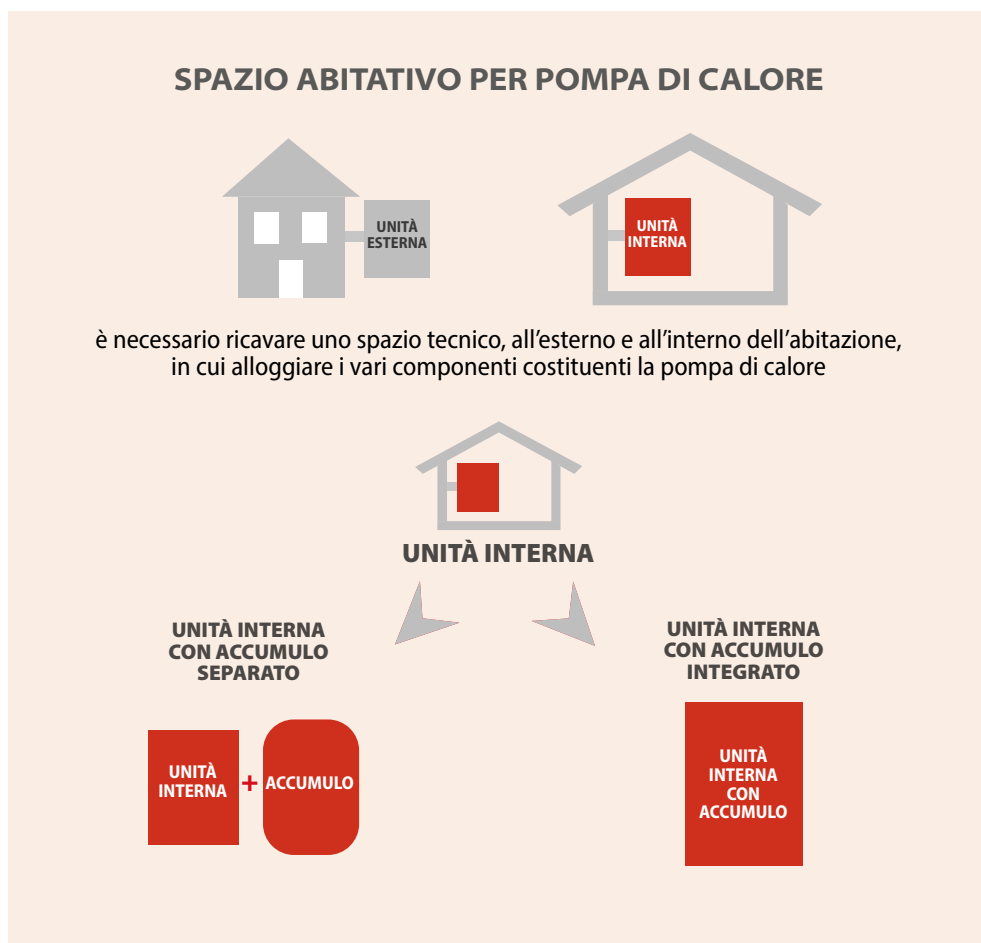 SPAZIO ABITATIVO PER POMPA DI CALORE
UNITÀ
ESTERNA
UNITÀ
INTERNA
è necessario ricavare uno spazio tecnico, all’esterno e all’interno dell’abitazione,
in cui alloggiare i vari componenti costituenti la pompa di calore
UNITÀ INTERNA
UNITÀ INTERNA
CON ACCUMULO
SEPARATO
UNITÀ
INTERNA
+
ACCUMULO
UNITÀ INTERNA
CON ACCUMULO
INTEGRATO
UNITÀ
INTERNA
CON
ACCUMULO